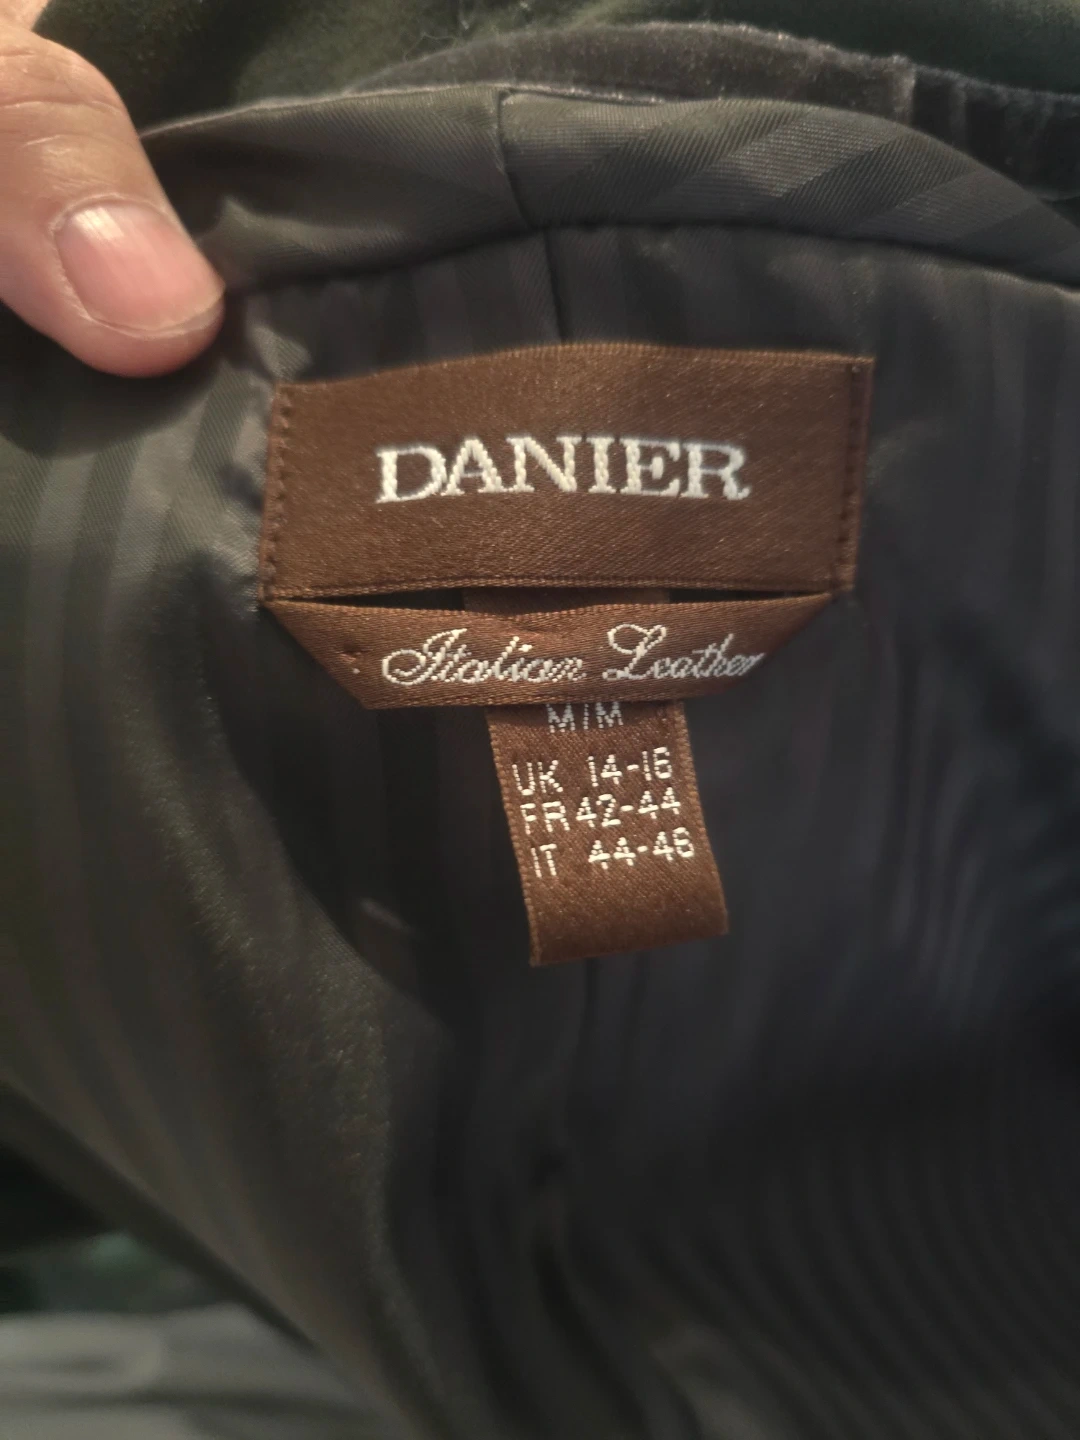 DANIER
Italian Leather
M/M
UK 14-16
FR 42-44
IT 44-46